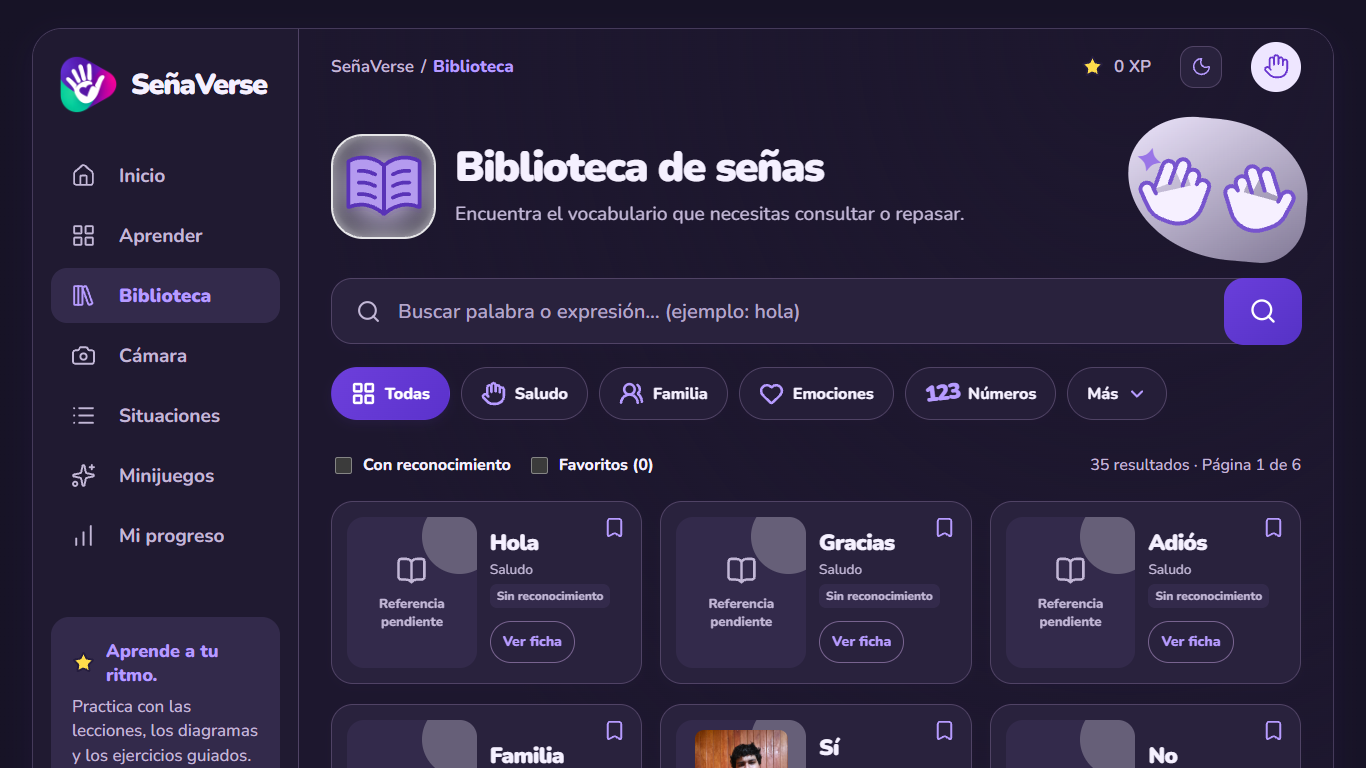 SeñaVerse
Inicio
Aprender
Biblioteca
Cámara
Situaciones
Minijuegos
Mi progreso
Aprende a tu
ritmo.
Practica con las
lecciones, los diagramas
y los ejercicios guiados.
SeñaVerse / Biblioteca
0 XP
Biblioteca de señas
Encuentra el vocabulario que necesitas consultar o repasar.
Buscar palabra o expresión... (ejemplo: hola)
Todas
Saludo
Familia
Emociones
123 Números
Más
Con reconocimiento
Favoritos (0)
35 resultados · Página 1 de 6
Referencia
pendiente
Hola
Saludo
Sin reconocimiento
Ver ficha
Referencia
pendiente
Gracias
Saludo
Sin reconocimiento
Ver ficha
Referencia
pendiente
Adiós
Saludo
Sin reconocimiento
Ver ficha
Familia
Sí
No